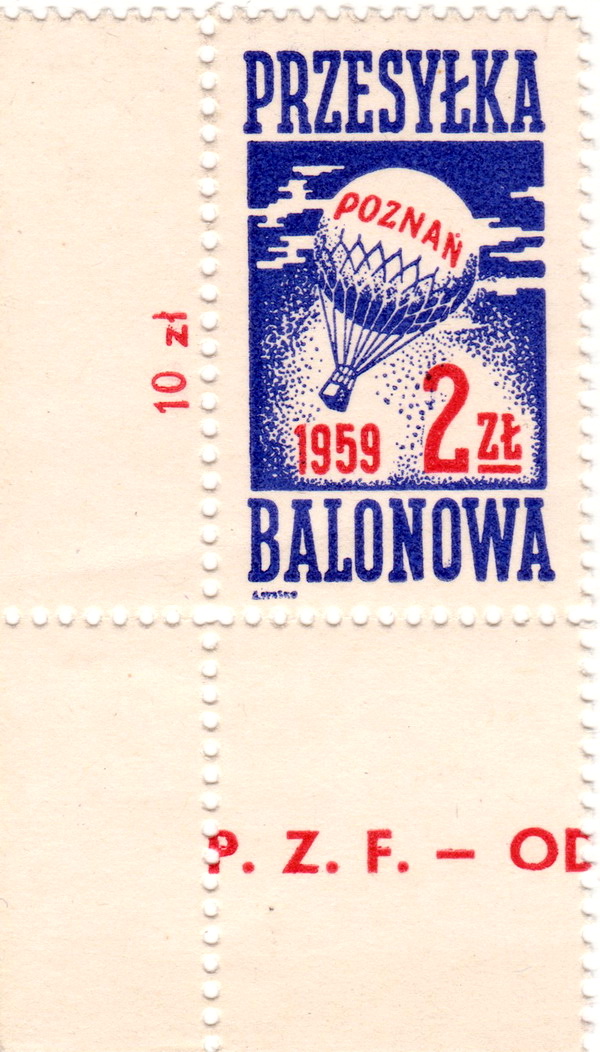 PRZESYŁKA
POZNAŃ
10 zł
1959
2 ZŁ
BALONOWA
P. Z. F. — OD